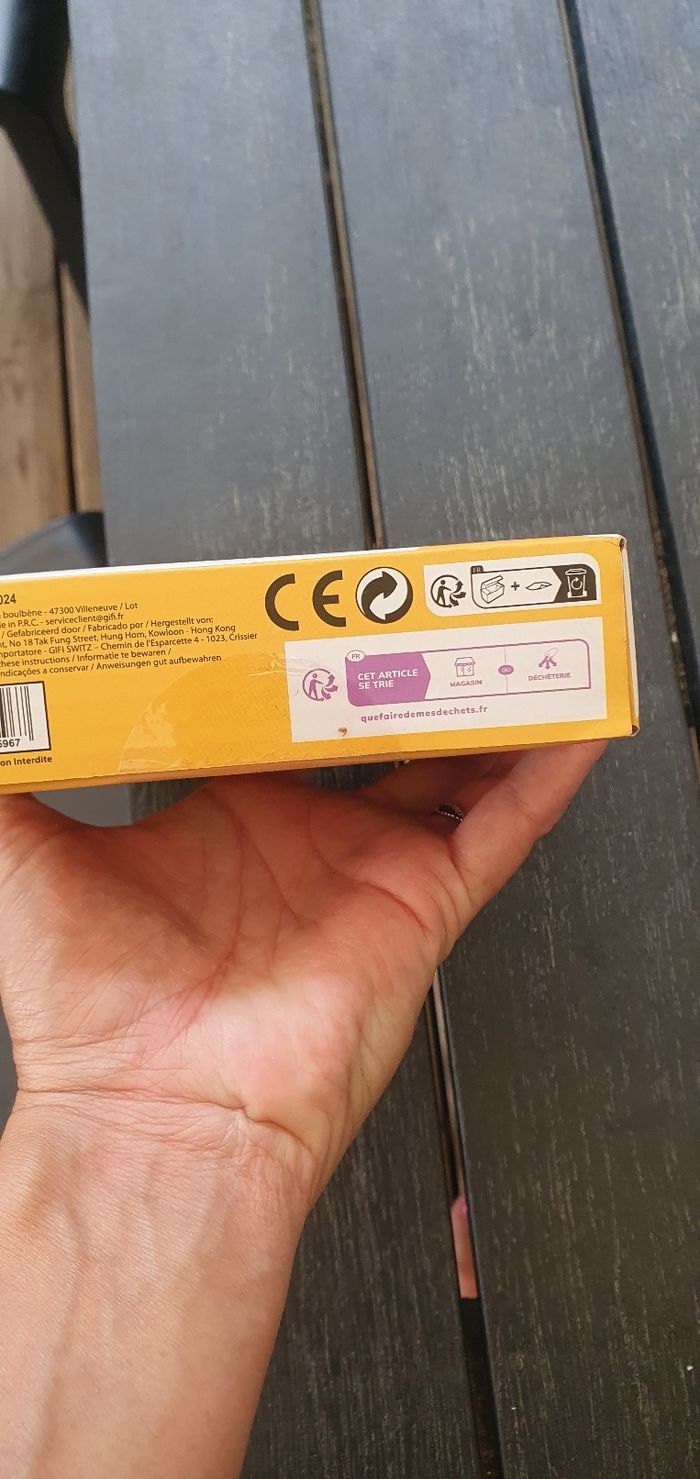 024
boulbène - 47300 Villeneuve / Lot
e in P.R.C. - serviceclient@gifi.fr
/ Gefabriceerd door / Fabricado por / Hergestellt von:
nt, No 18 Tak Fung Street, Hung Hom, Kowloon - Hong Kong
mportatore - GIFI SWITZ – Chemin de l'Esparcette 4 - 1023, Crissier
these instructions / Informatie te bewaren /
ndicações a conservar / Anweisungen gut aufbewahren
5967
on Interdite
CE
FR
+
FR
CET ARTICLE
SE TRIE
MAGASIN
OU
DÉCHÈTERIE
quefairedemesdechets.fr